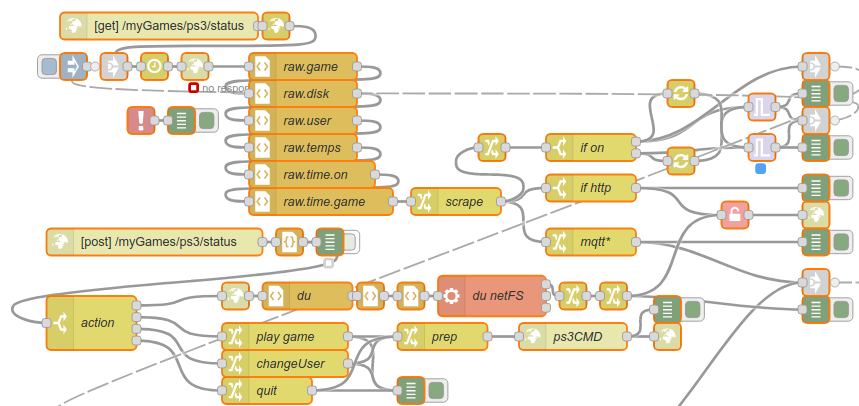 [get] /myGames/ps3/status
raw.game
no respon
raw.disk
raw.user
raw.temps
if on
raw.time.on
if http
raw.time.game
scrape
[post] /myGames/ps3/status
mqtt*
du
du netFS
action
play game
prep
ps3CMD
changeUser
quit